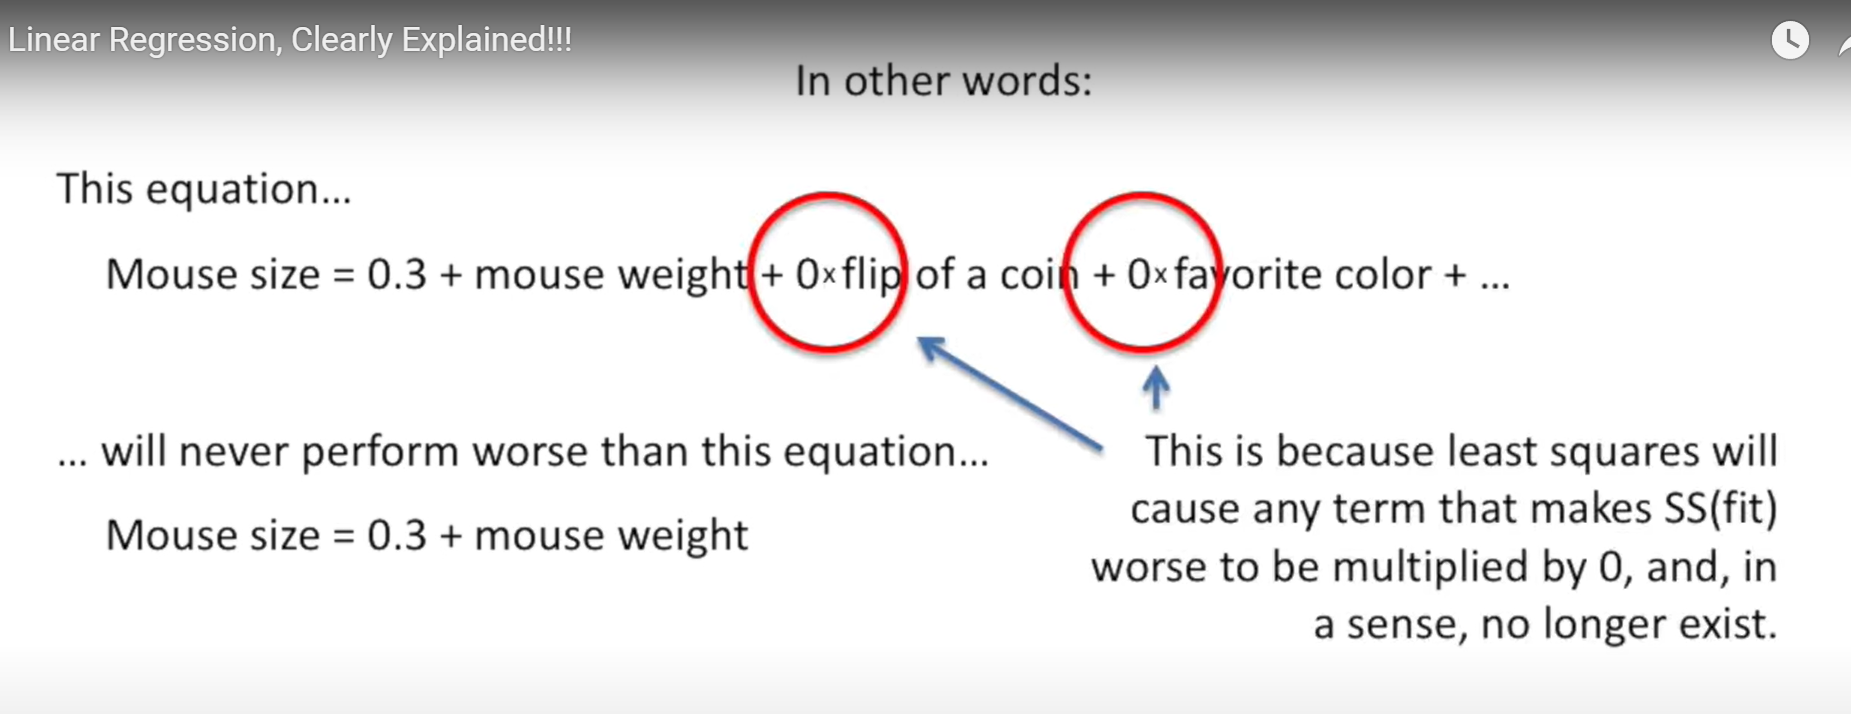 Linear Regression, Clearly Explained!!!
In other words:
This equation...
Mouse size = 0.3 + mouse weight + 0×flip of a coin + 0×favorite color + ...
... will never perform worse than this equation...
Mouse size = 0.3 + mouse weight
This is because least squares will
cause any term that makes SS(fit)
worse to be multiplied by 0, and, in
a sense, no longer exist.